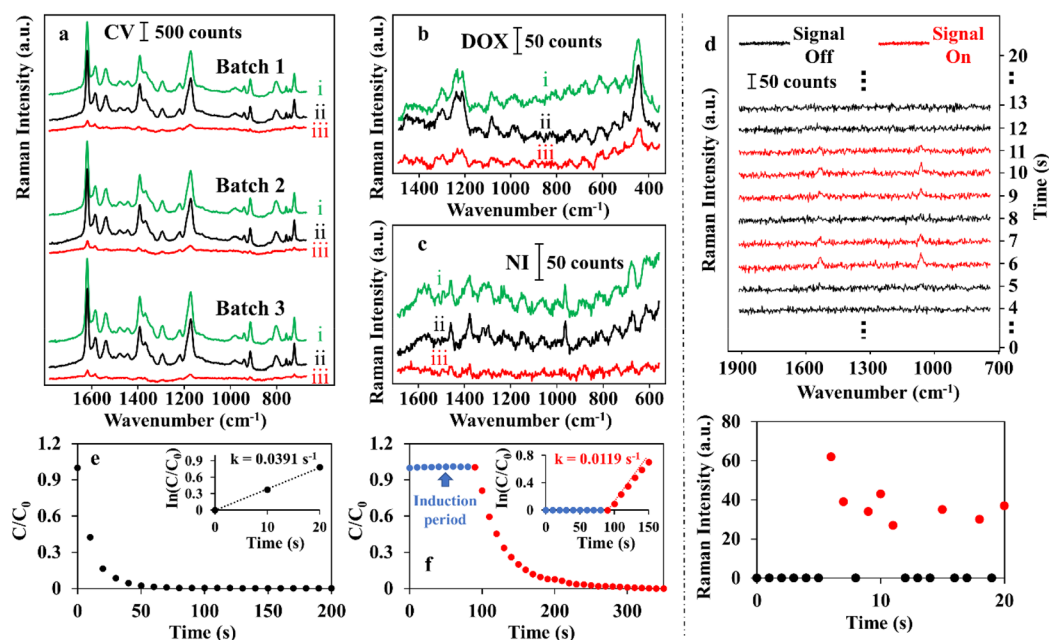 a
CV
500 counts
Batch 1
i
ii
iii
Batch 2
i
ii
iii
Batch 3
i
ii
iii
Raman Intensity (a.u.)
1600 1400 1200 1000 800
Wavenumber (cm⁻¹)
b
DOX
50 counts
i
ii
iii
Raman Intensity (a.u.)
1400 1200 1000 800 600 400
Wavenumber (cm⁻¹)
c
NI
50 counts
i
ii
iii
Raman Intensity (a.u.)
1600 1400 1200 1000 800 600
Wavenumber (cm⁻¹)
d
Signal Off
Signal On
50 counts
20
13
12
11
10
9
8
7
6
5
4
0
Raman Intensity (a.u.)
Time (s)
1900 1600 1300 1000 700
Wavenumber (cm⁻¹)
e
C/C₀
1.2
0.9
0.6
0.3
0
0 50 100 150 200
Time (s)
k = 0.0391 s⁻¹
ln(C/C₀)
1.2
0.9
0.6
0.3
0
0 10 20
Time (s)
f
C/C₀
1.2
0.9
0.6
0.3
0
0 100 200 300
Time (s)
Induction
period
k = 0.0119 s⁻¹
ln(C/C₀)
0.8
0.6
0.4
0.2
0
0 50 100 150
Time (s)
Raman Intensity (a.u.)
80
60
40
20
0
0 10 20
Time (s)